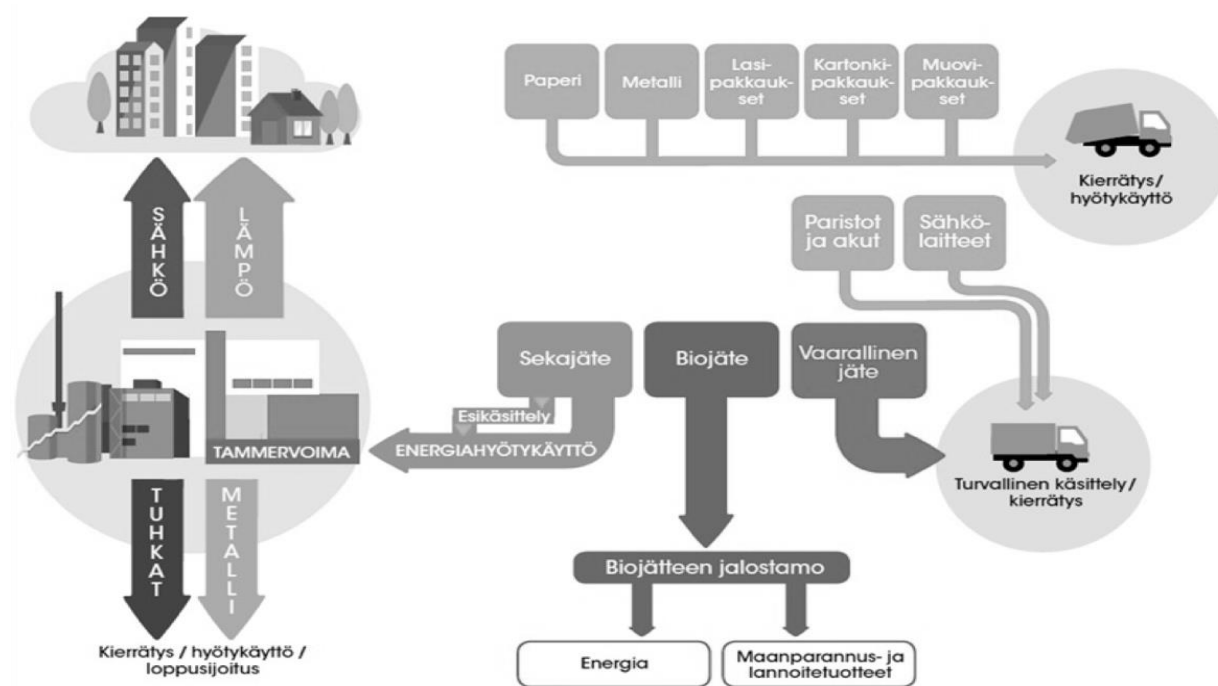 Paperi
Metalli
Lasi-
pakkauk-
set
Kartonki-
pakkauk-
set
Muovi-
pakkauk-
set
Kierrätys/
hyötykäyttö
Paristot
ja akut
Sähkö-
laitteet
SÄHKÖ
LÄMPÖ
Sekajäte
Biojäte
Vaarallinen
jäte
Esikäsittely
ENERGIAHYÖTYKÄYTTÖ
TAMMERVOIMA
Turvallinen käsittely/
kierrätys
TUHKAT
METALLI
Biojätteen jalostamo
Kierrätys / hyötykäyttö /
loppusijoitus
Energia
Maanparannus- ja
lannoitetuotteet